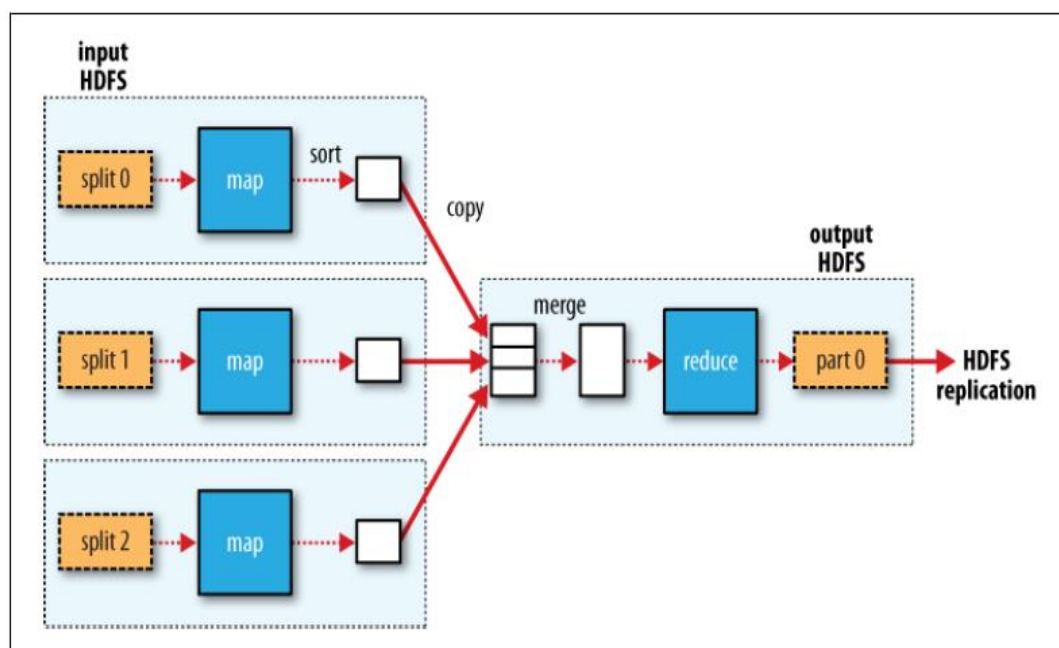 input
HDFS
split 0
map
sort
copy
split 1
map
split 2
map
output
HDFS
merge
reduce
part 0
HDFS
replication